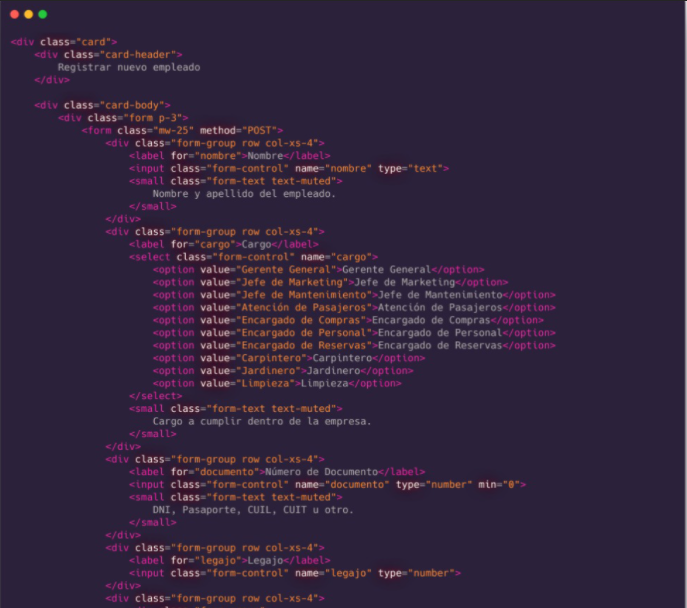 <div class="card">
    <div class="card-header">
        Registrar nuevo empleado
    </div>

    <div class="card-body">
        <div class="form p-3">
            <form class="mw-25" method="POST">
                <div class="form-group row col-xs-4">
                    <label for="nombre">Nombre</label>
                    <input class="form-control" name="nombre" type="text">
                    <small class="form-text text-muted">
                        Nombre y apellido del empleado.
                    </small>
                </div>
                <div class="form-group row col-xs-4">
                    <label for="cargo">Cargo</label>
                    <select class="form-control" name="cargo">
                        <option value="Gerente General">Gerente General</option>
                        <option value="Jefe de Marketing">Jefe de Marketing</option>
                        <option value="Jefe de Mantenimiento">Jefe de Mantenimiento</option>
                        <option value="Atención de Pasajeros">Atención de Pasajeros</option>
                        <option value="Encargado de Compras">Encargado de Compras</option>
                        <option value="Encargado de Personal">Encargado de Personal</option>
                        <option value="Encargado de Reservas">Encargado de Reservas</option>
                        <option value="Carpintero">Carpintero</option>
                        <option value="Jardinero">Jardinero</option>
                        <option value="Limpieza">Limpieza</option>
                    </select>
                    <small class="form-text text-muted">
                        Cargo a cumplir dentro de la empresa.
                    </small>
                </div>
                <div class="form-group row col-xs-4">
                    <label for="documento">Número de Documento</label>
                    <input class="form-control" name="documento" type="number" min="0">
                    <small class="form-text text-muted">
                        DNI, Pasaporte, CUIL, CUIT u otro.
                    </small>
                </div>
                <div class="form-group row col-xs-4">
                    <label for="legajo">Legajo</label>
                    <input class="form-control" name="legajo" type="number">
                </div>
                <div class="form-group row col-xs-4">